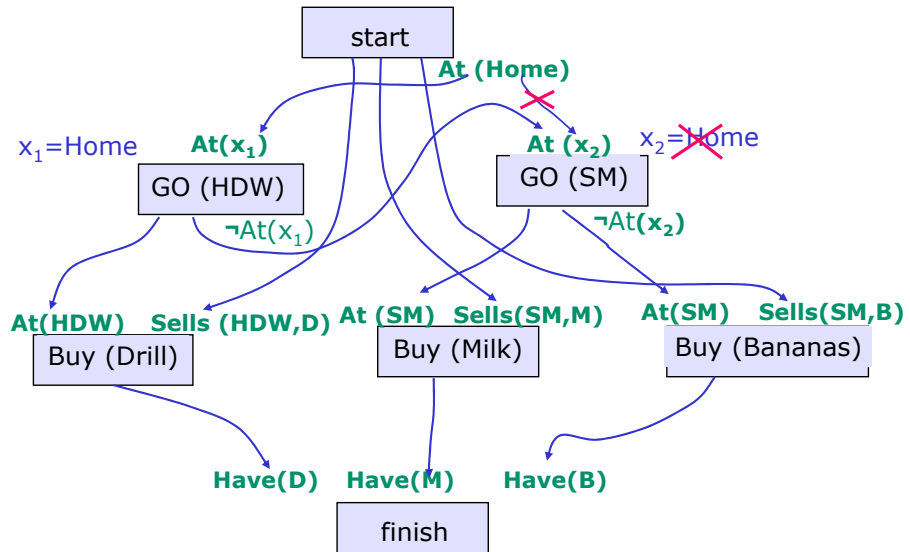 start
At (Home)
x₁=Home
At(x₁)
At (x₂)
x₂=Home
GO (HDW)
GO (SM)
¬At(x₁)
¬At(x₂)
At(HDW) Sells (HDW,D) At (SM) Sells(SM,M) At(SM) Sells(SM,B)
Buy (Drill)
Buy (Milk)
Buy (Bananas)
Have(D) Have(M) Have(B)
finish